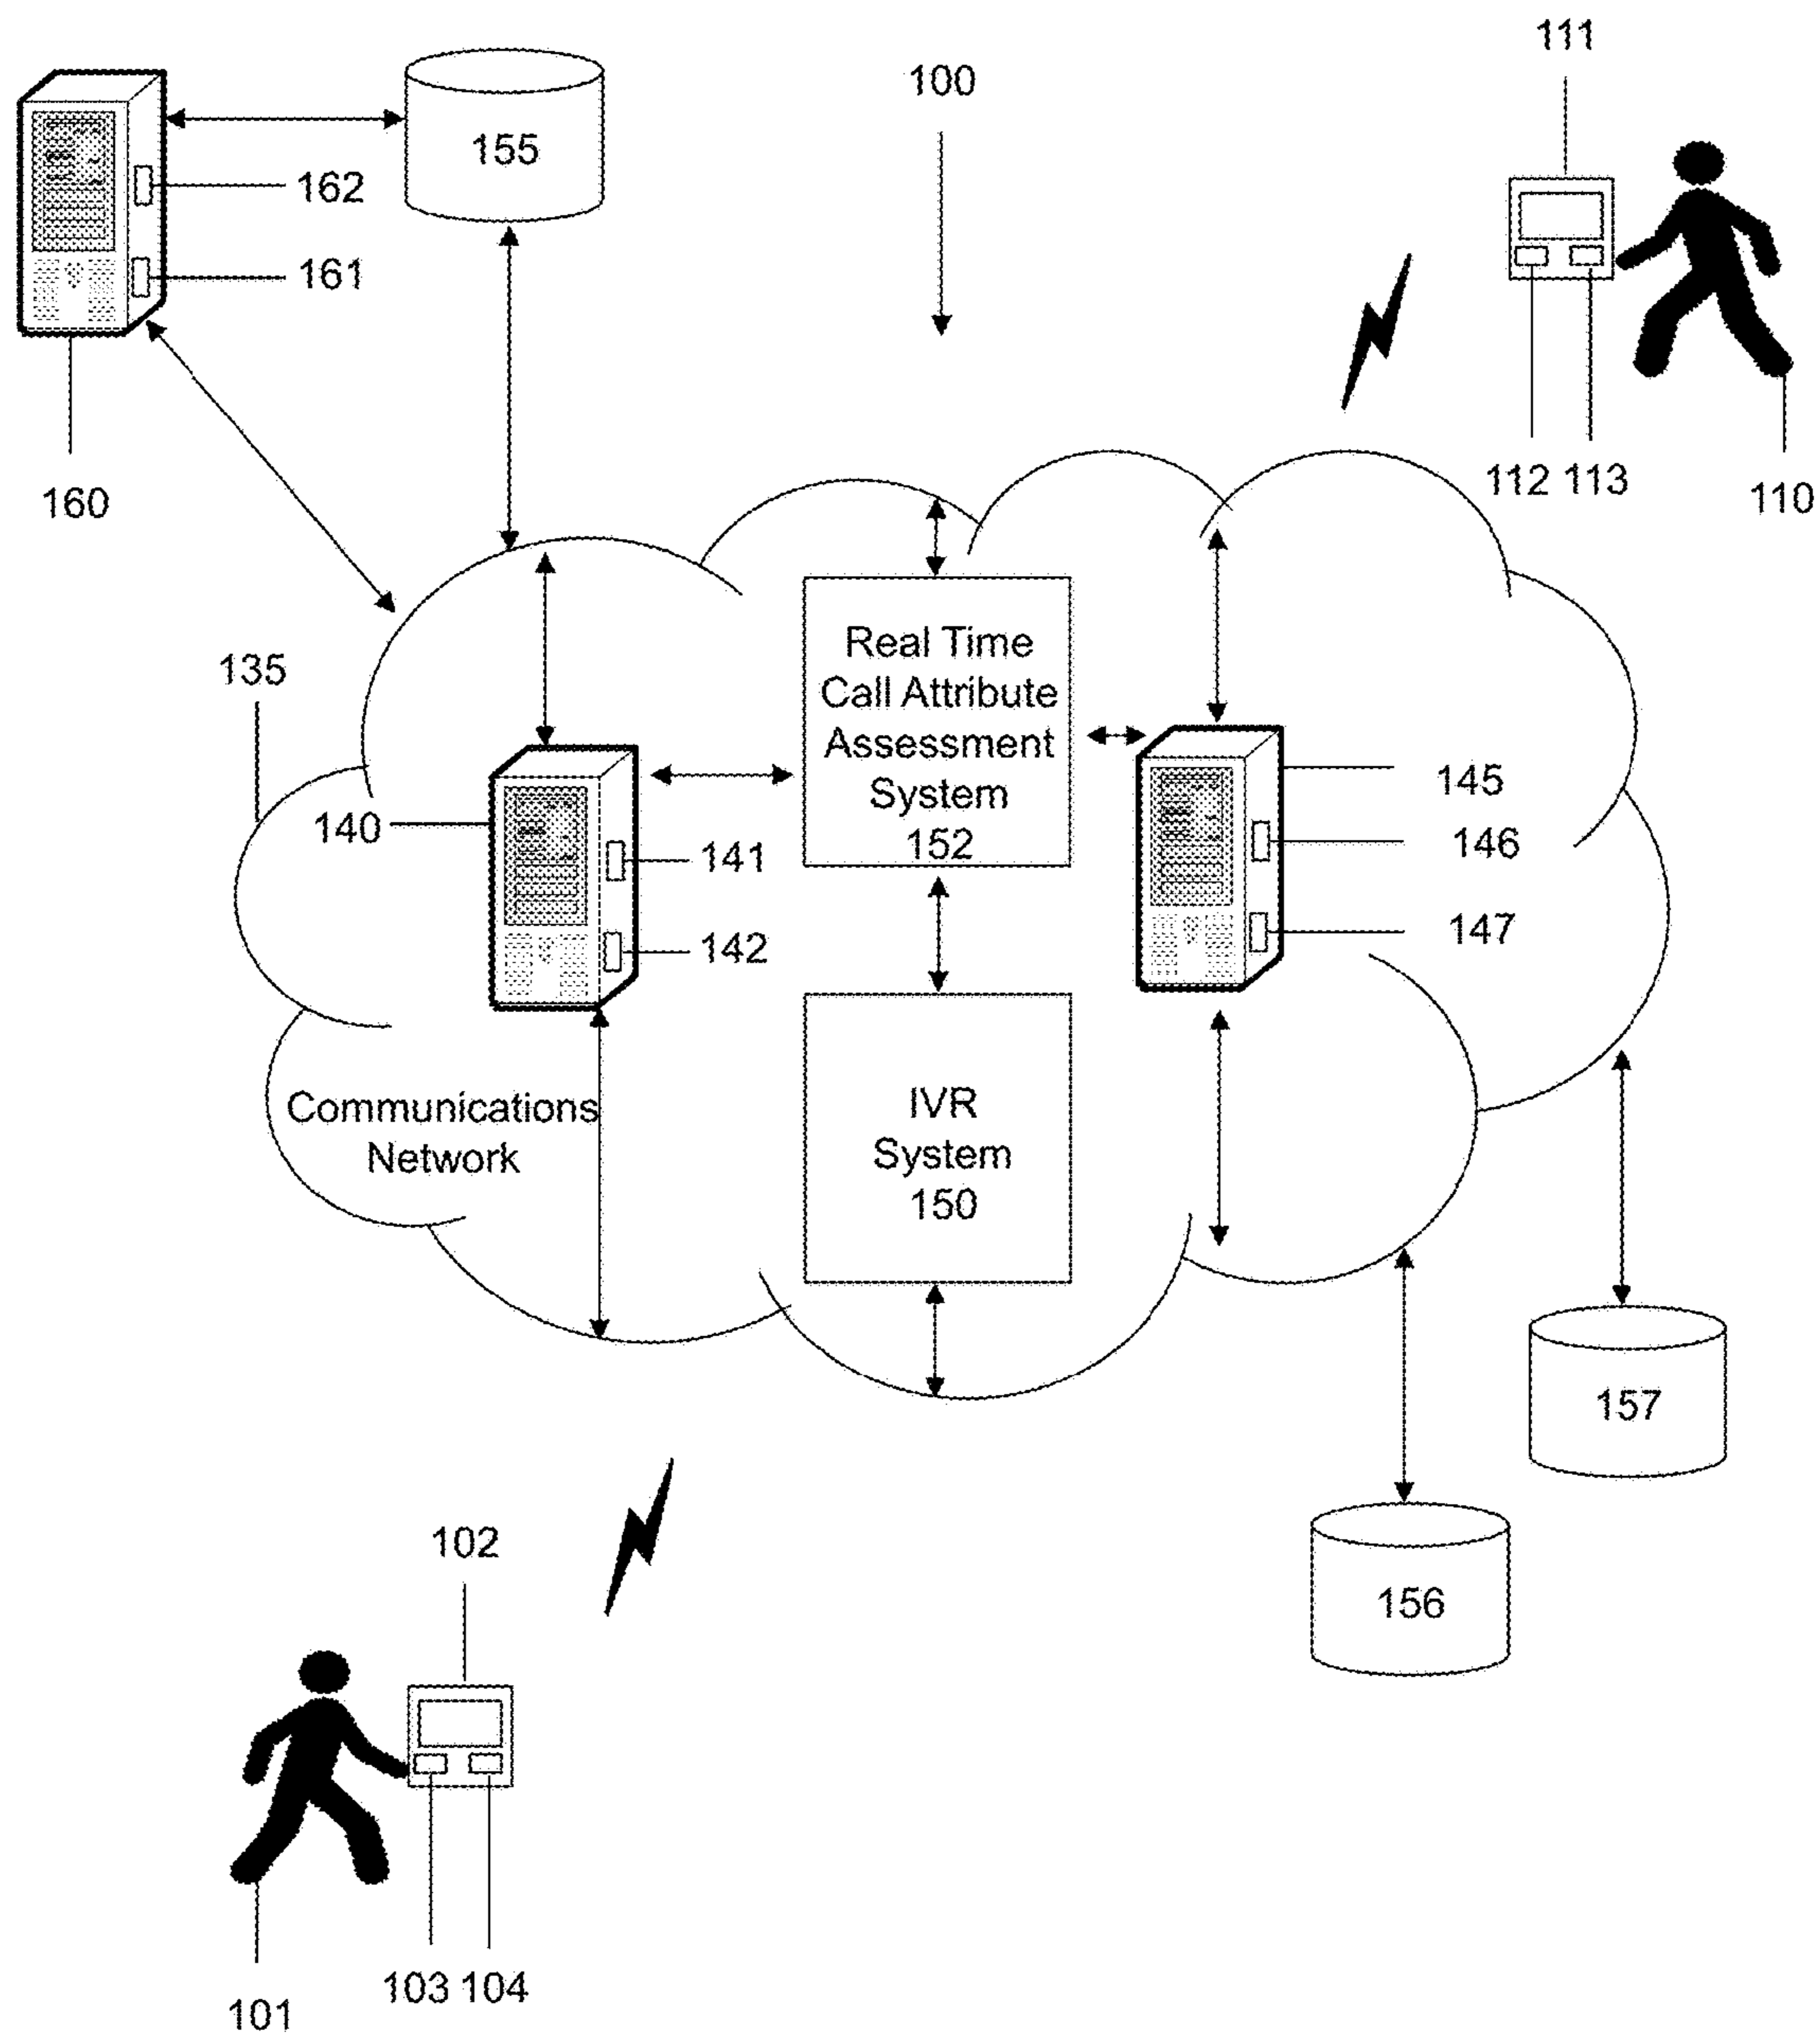 111
100
155
162
161
112 113
110
160
135
Real Time
Call Attribute
Assessment
System
152
145
140
146
141
147
142
Communications
Network
IVR
System
150
157
156
102
103 104
101